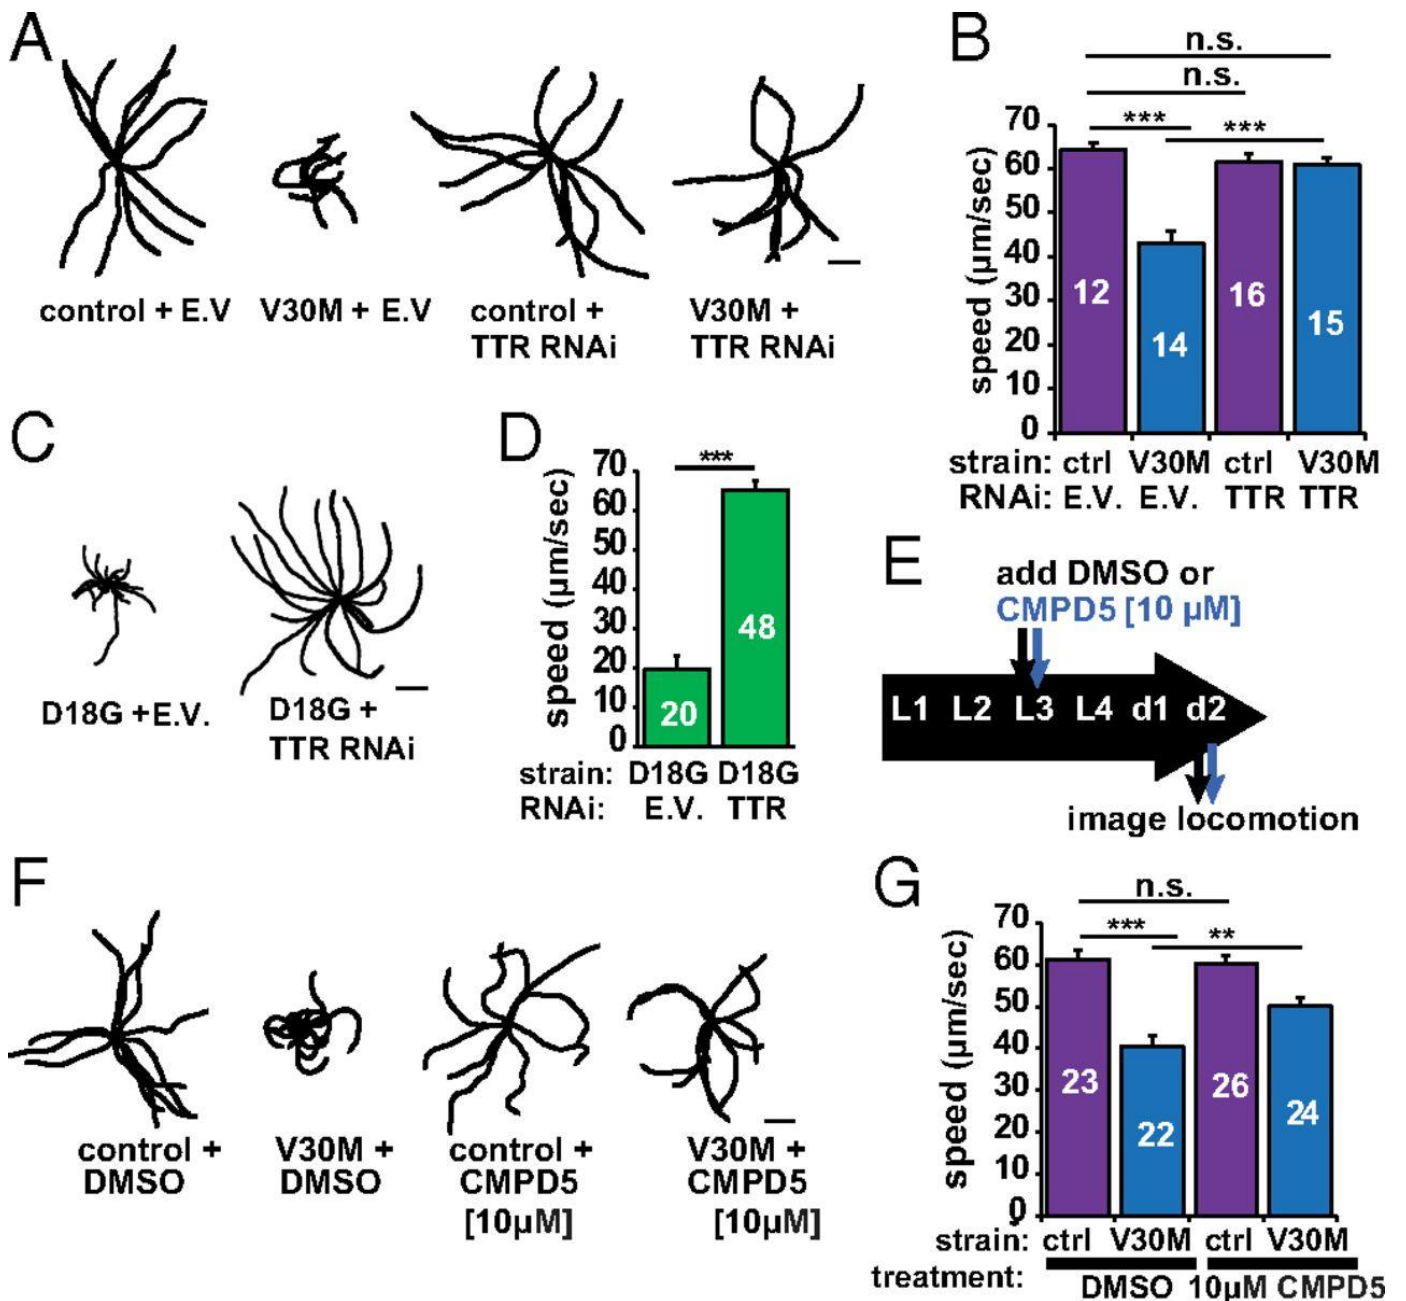 A
control + E.V
V30M + E.V
control +
TTR RNAi
V30M +
TTR RNAi
B
n.s.
n.s.
***
***
speed (µm/sec)
70
60
50
40
30
20
10
0
12
14
16
15
strain: ctrl V30M ctrl V30M
RNAi: E.V. E.V. TTR TTR
C
D18G +E.V.
D18G +
TTR RNAi
D
***
speed (µm/sec)
70
60
50
40
30
20
10
0
20
48
strain: D18G D18G
RNAi: E.V. TTR
E
add DMSO or
CMPD5 [10 µM]
L1 L2 L3 L4 d1 d2
image locomotion
F
control +
DMSO
V30M +
DMSO
control +
CMPD5
[10µM]
V30M +
CMPD5
[10µM]
G
n.s.
***
**
speed (µm/sec)
70
60
50
40
30
20
10
0
23
22
26
24
strain: ctrl V30M ctrl V30M
treatment: DMSO 10µM CMPD5